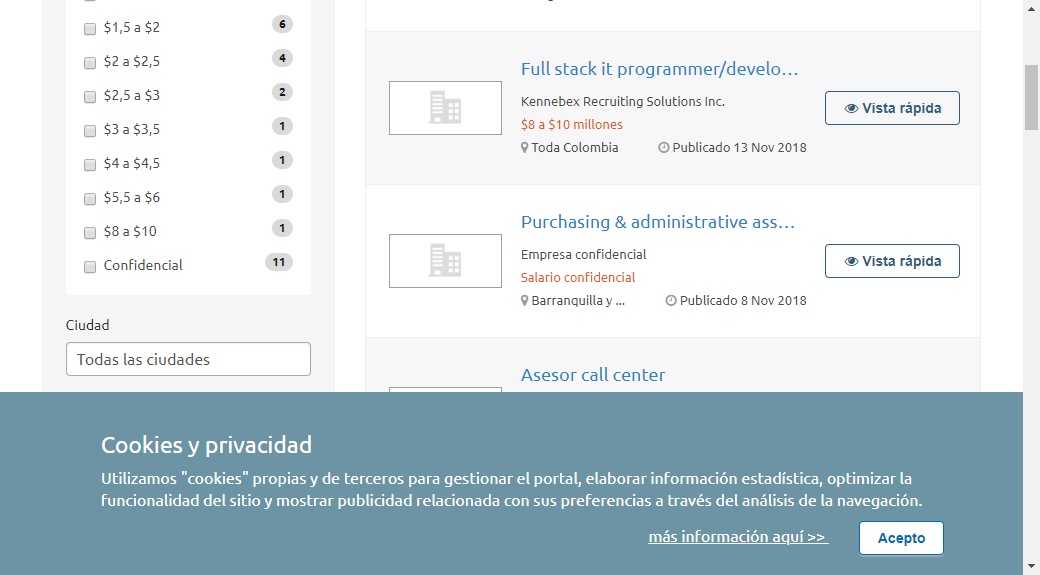 $1,5 a $2 6
$2 a $2,5 4
$2,5 a $3 2
$3 a $3,5 1
$4 a $4,5 1
$5,5 a $6 1
$8 a $10 1
Confidencial 11
Ciudad
Todas las ciudades
Full stack it programmer/develo...
Kennebex Recruiting Solutions Inc.
$8 a $10 millones
Toda Colombia Publicado 13 Nov 2018
Vista rápida
Purchasing & administrative ass...
Empresa confidencial
Salario confidencial
Barranquilla y ... Publicado 8 Nov 2018
Vista rápida
Asesor call center
Cookies y privacidad
Utilizamos "cookies" propias y de terceros para gestionar el portal, elaborar información estadística, optimizar la
funcionalidad del sitio y mostrar publicidad relacionada con sus preferencias a través del análisis de la navegación.
más información aquí >>
Acepto